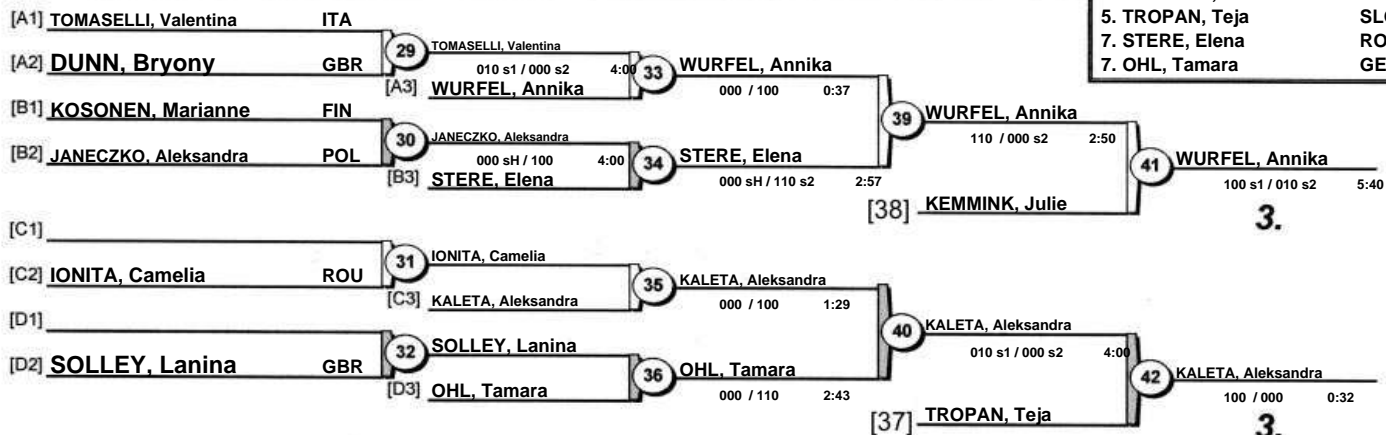 5. TROPAN, Teja
7. STERE, Elena
7. OHL, Tamara GE
[A1] TOMASELLI, Valentina ITA
[A2] DUNN, Bryony GBR
29 TOMASELLI, Valentina
010 s1 / 000 s2 4:00
[A3] WURFEL, Annika
33 WURFEL, Annika
000 / 100 0:37
[B1] KOSONEN, Marianne FIN
[B2] JANECZKO, Aleksandra POL
30 JANECZKO, Aleksandra
000 sH / 100 4:00
[B3] STERE, Elena
34 STERE, Elena
000 sH / 110 s2 2:57
39 WURFEL, Annika
110 / 000 s2 2:50
[38] KEMMINK, Julie
41 WURFEL, Annika
100 s1 / 010 s2 5:40
3.
[C1]
[C2] IONITA, Camelia ROU
31 IONITA, Camelia
[C3] KALETA, Aleksandra
35 KALETA, Aleksandra
000 / 100 1:29
[D1]
[D2] SOLLEY, Lanina GBR
32 SOLLEY, Lanina
[D3] OHL, Tamara
36 OHL, Tamara
000 / 110 2:43
40 KALETA, Aleksandra
010 s1 / 000 s2 4:00
[37] TROPAN, Teja
42 KALETA, Aleksandra
100 / 000 0:32
3.